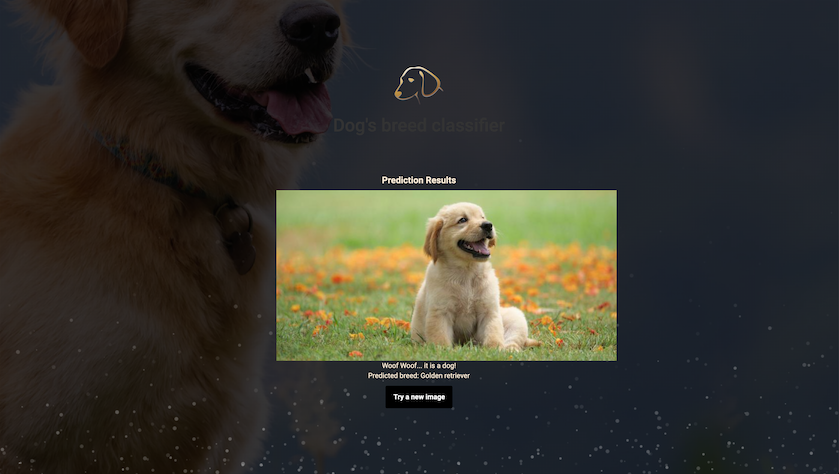 Dog's breed classifier
Prediction Results
Woof Woof... it is a dog!
Predicted breed: Golden retriever
Try a new image